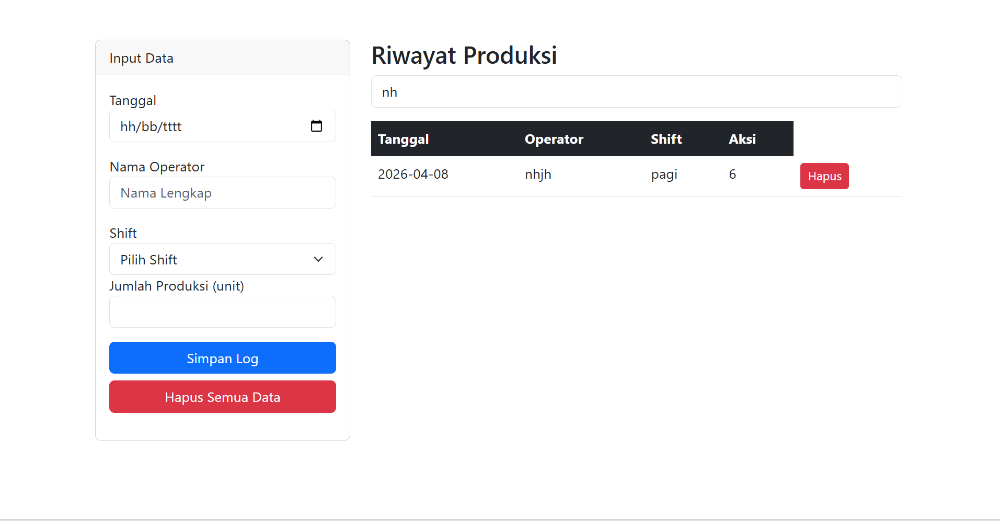 Input Data
Tanggal
hh/bb/tttt
Nama Operator
Nama Lengkap
Shift
Pilih Shift
Jumlah Produksi (unit)
Simpan Log
Hapus Semua Data
Riwayat Produksi
nh
Tanggal Operator Shift Aksi
2026-04-08 nhjh pagi 6 Hapus